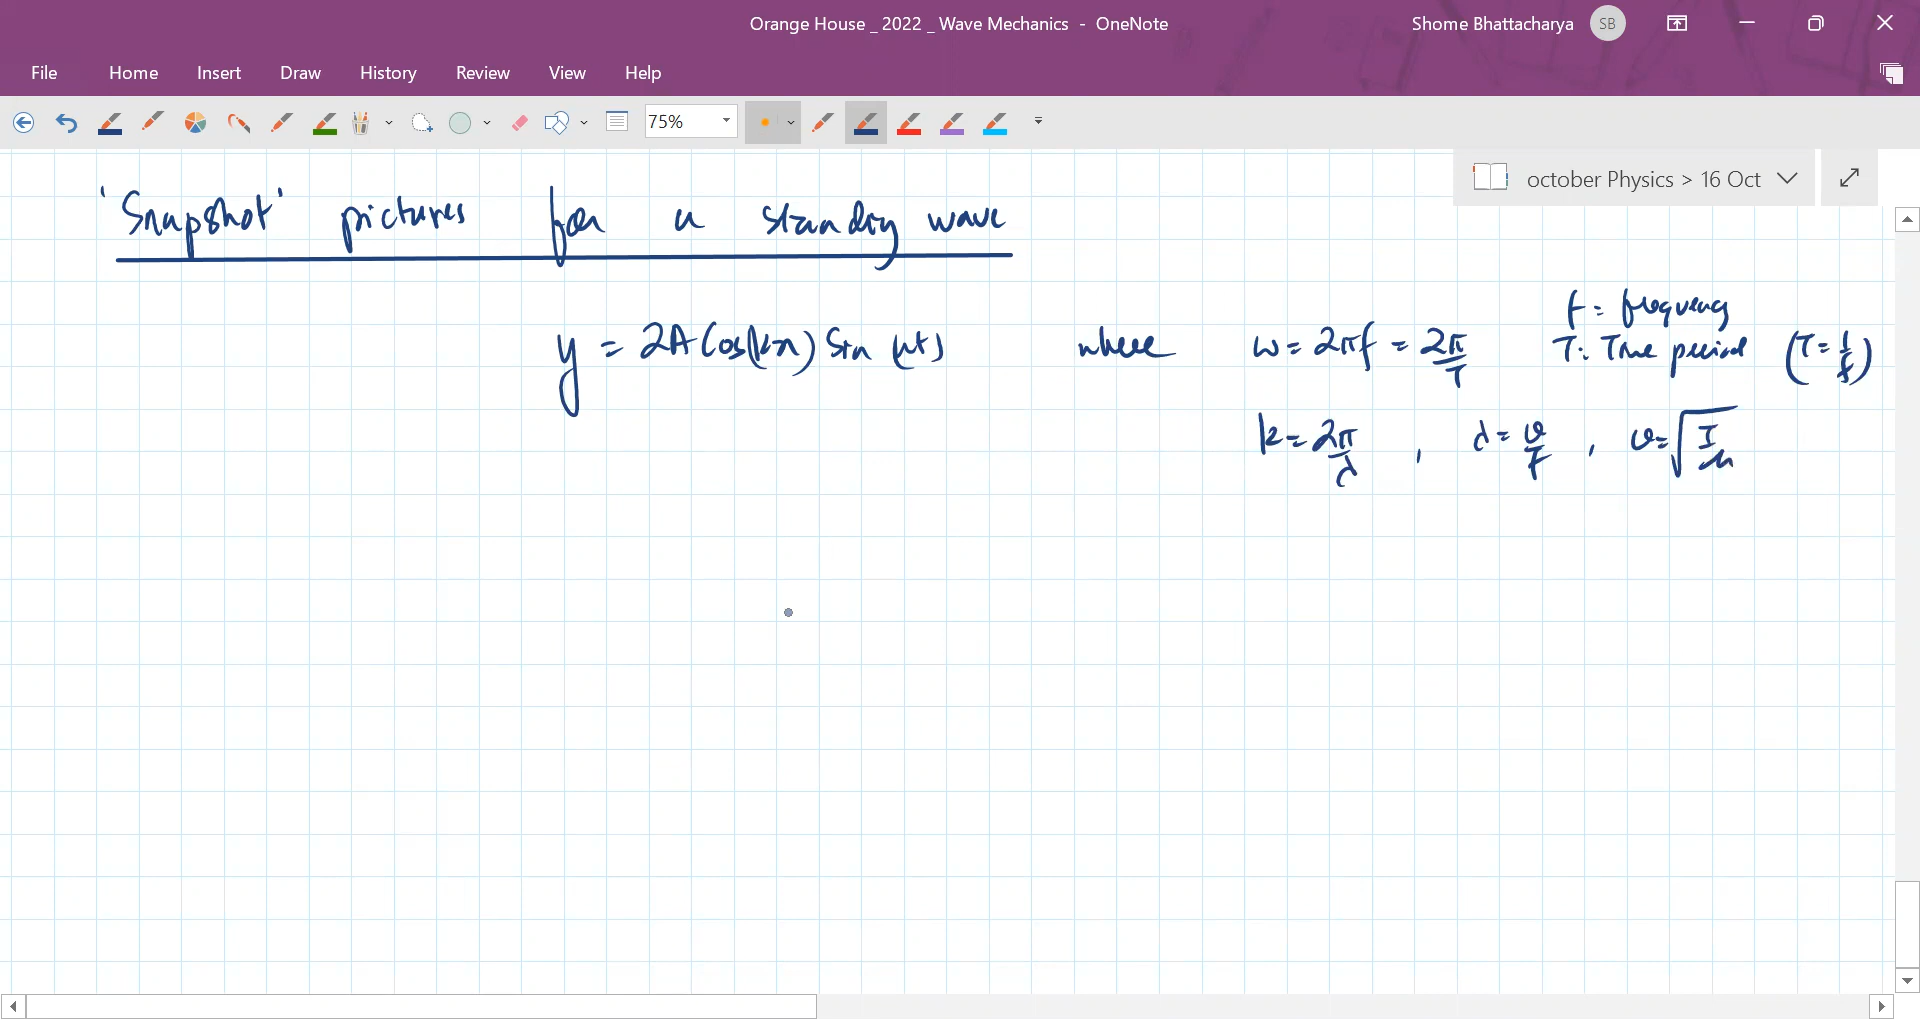 Orange House _ 2022 _ Wave Mechanics - OneNote
Shome Bhattacharya SB
File Home Insert Draw History Review View Help
75%
october Physics > 16 Oct
'Snapshot' pictures for a standing wave
f = frequency
y = 2A Cos(kx) Sin (ωt) where ω = 2πf = 2π/T T: Time period (T = 1/f)
k = 2π/λ , λ = v/f , v = √(T/μ)